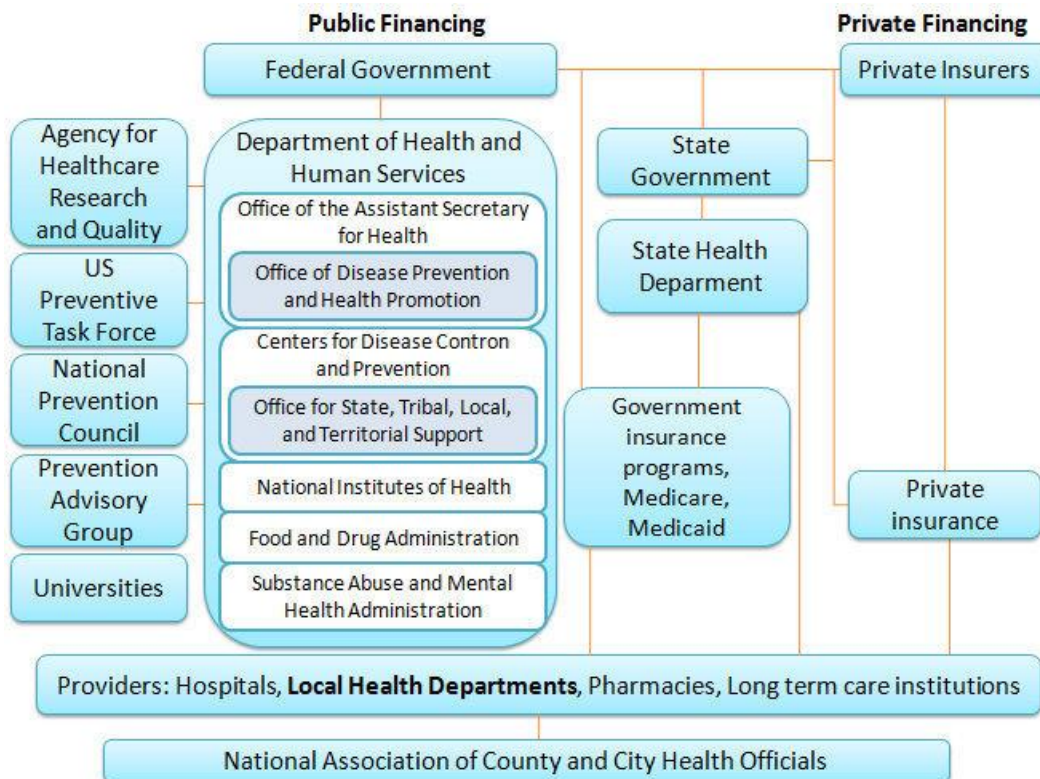 Public Financing
Private Financing
Federal Government
Private Insurers
Agency for
Healthcare
Research
and Quality
US
Preventive
Task Force
National
Prevention
Council
Prevention
Advisory
Group
Universities
Department of Health and
Human Services
Office of the Assistant Secretary
for Health
Office of Disease Prevention
and Health Promotion
Centers for Disease Contron
and Prevention
Office for State, Tribal, Local,
and Territorial Support
National Institutes of Health
Food and Drug Administration
Substance Abuse and Mental
Health Administration
State
Government
State Health
Deparment
Government
insurance
programs,
Medicare,
Medicaid
Private
insurance
Providers: Hospitals, Local Health Departments, Pharmacies, Long term care institutions
National Association of County and City Health Officials